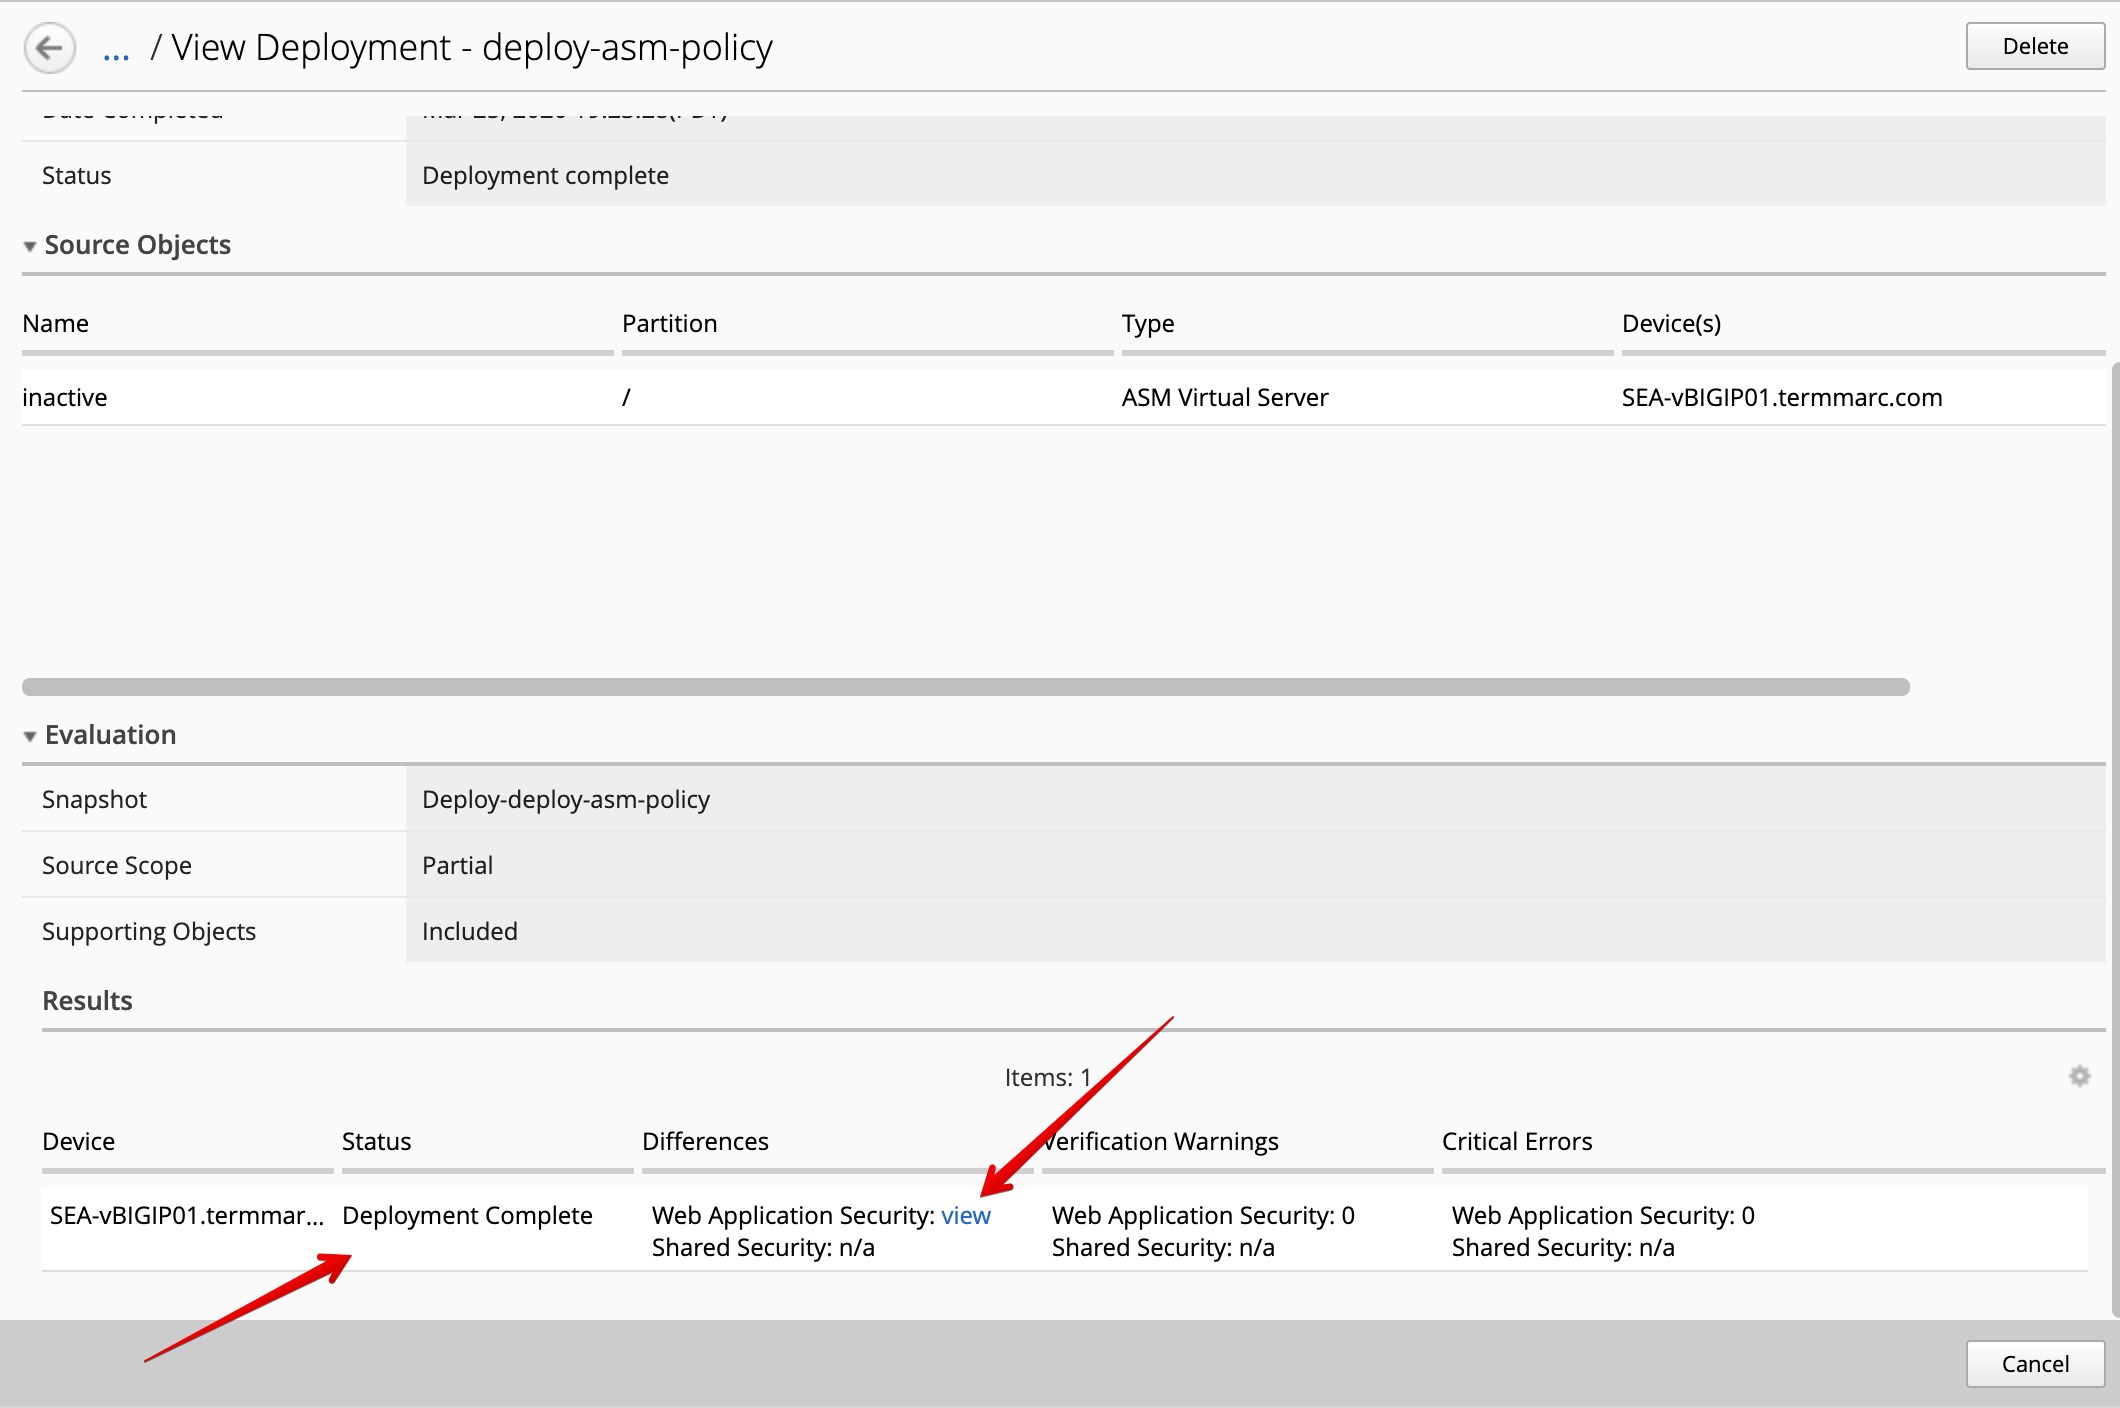 ... / View Deployment - deploy-asm-policy
Delete
Date Completed
Status Deployment complete
Source Objects
Name Partition Type Device(s)
inactive / ASM Virtual Server SEA-vBIGIP01.termmarc.com
Evaluation
Snapshot Deploy-deploy-asm-policy
Source Scope Partial
Supporting Objects Included
Results
Items: 1
Device Status Differences Verification Warnings Critical Errors
SEA-vBIGIP01.termmar... Deployment Complete Web Application Security: view Web Application Security: 0 Web Application Security: 0
Shared Security: n/a Shared Security: n/a Shared Security: n/a
Cancel